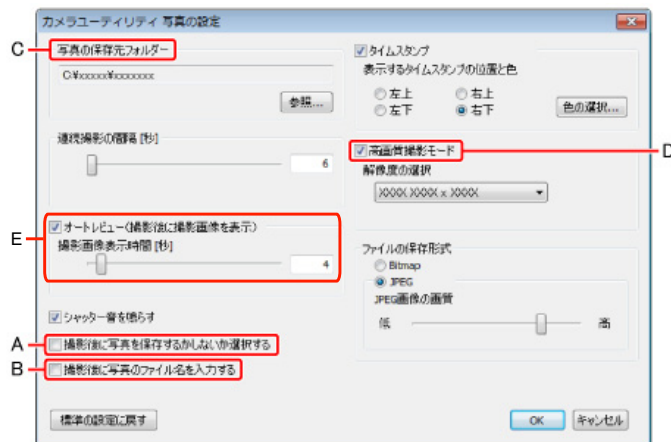 カメラユーティリティ 写真の設定
C
写真の保存先フォルダー
C:¥xxxxx¥xxxxxxx
参照...
連続撮影の間隔 [秒]
6
E
オートレビュー(撮影後に撮影画像を表示)
撮影画像表示時間 [秒]
4
シャッター音を鳴らす
A
撮影後に写真を保存するかしないか選択する
B
撮影後に写真のファイル名を入力する
標準の設定に戻す
タイムスタンプ
表示するタイムスタンプの位置と色
左上 右上
左下 右下
色の選択...
高画質撮影モード
D
解像度の選択
XXXX XXXX x XXXX
ファイルの保存形式
Bitmap
JPEG
JPEG画像の画質
低 高
OK キャンセル